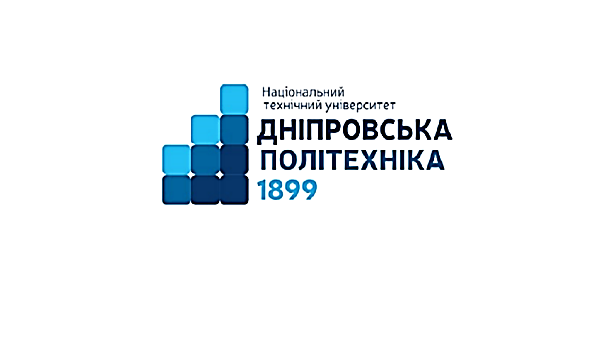 Національний
технічний університет
ДНІПРОВСЬКА
ПОЛІТЕХНІКА
1899